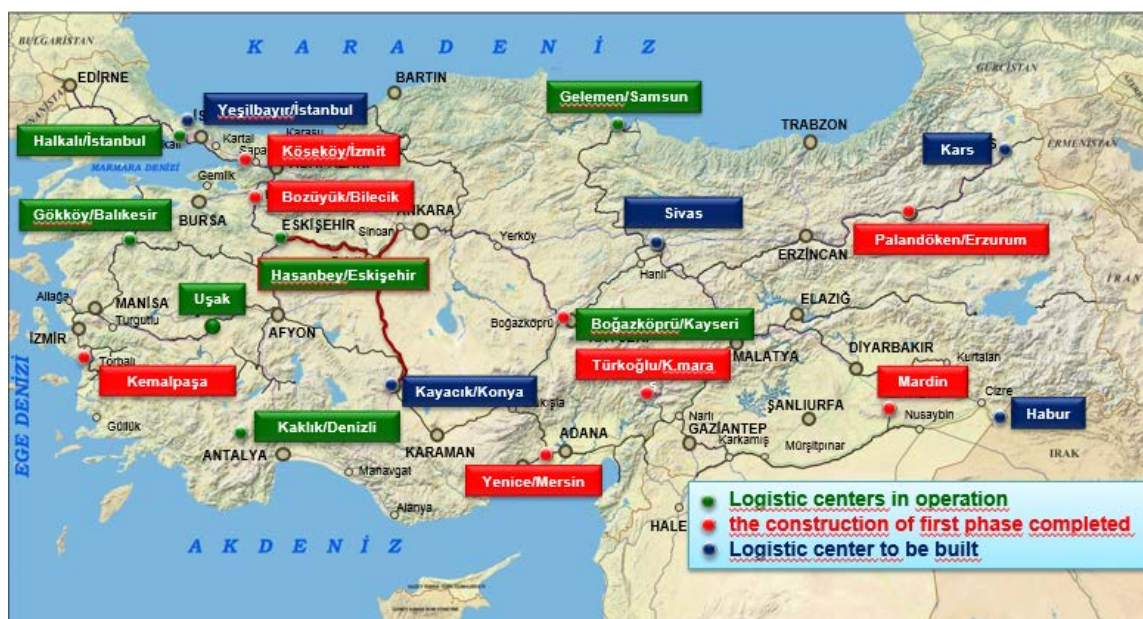 BULGARİSTAN
K A R A D E N İ Z
GÜRCİSTAN
EDİRNE
BARTIN
Gelemen/Samsun
Yeşilbayır/İstanbul
TRABZON
Halkalı/İstanbul
Kartal
Karasu
Kars
ERMENİSTAN
Köseköy/İzmit
MARMARA DENİZİ
Gemlik
Bozüyük/Bilecik
Gökköy/Balıkesir
BURSA
ESKİŞEHİR
Sincan
ANKARA
Yerköy
Sivas
Palandöken/Erzurum
ERZİNCAN
Hanlı
Hasanbey/Eskişehir
İRAN
Aliağa
MANİSA
Uşak
ELAZIĞ
Turgutlu
AFYON
Boğazköprü
Boğazköprü/Kayseri
İZMİR
MALATYA
DİYARBAKIR
Kurtalan
Torbalı
Türkoğlu/K.mara
ş
Mardin
Kemalpaşa
Kayacık/Konya
Cizre
Habur
Güllük
Kaklık/Denizli
Narlı
ŞANLIURFA
Nusaybin
EGE DENİZİ
ANTALYA
KARAMAN
ADANA
GAZİANTEP
Karkamış
Mürşitpınar
IRAK
Manavgat
Yenice/Mersin
Alanya
HALE
Logistic centers in operation
the construction of first phase completed
Logistic center to be built
A K D E N İ Z